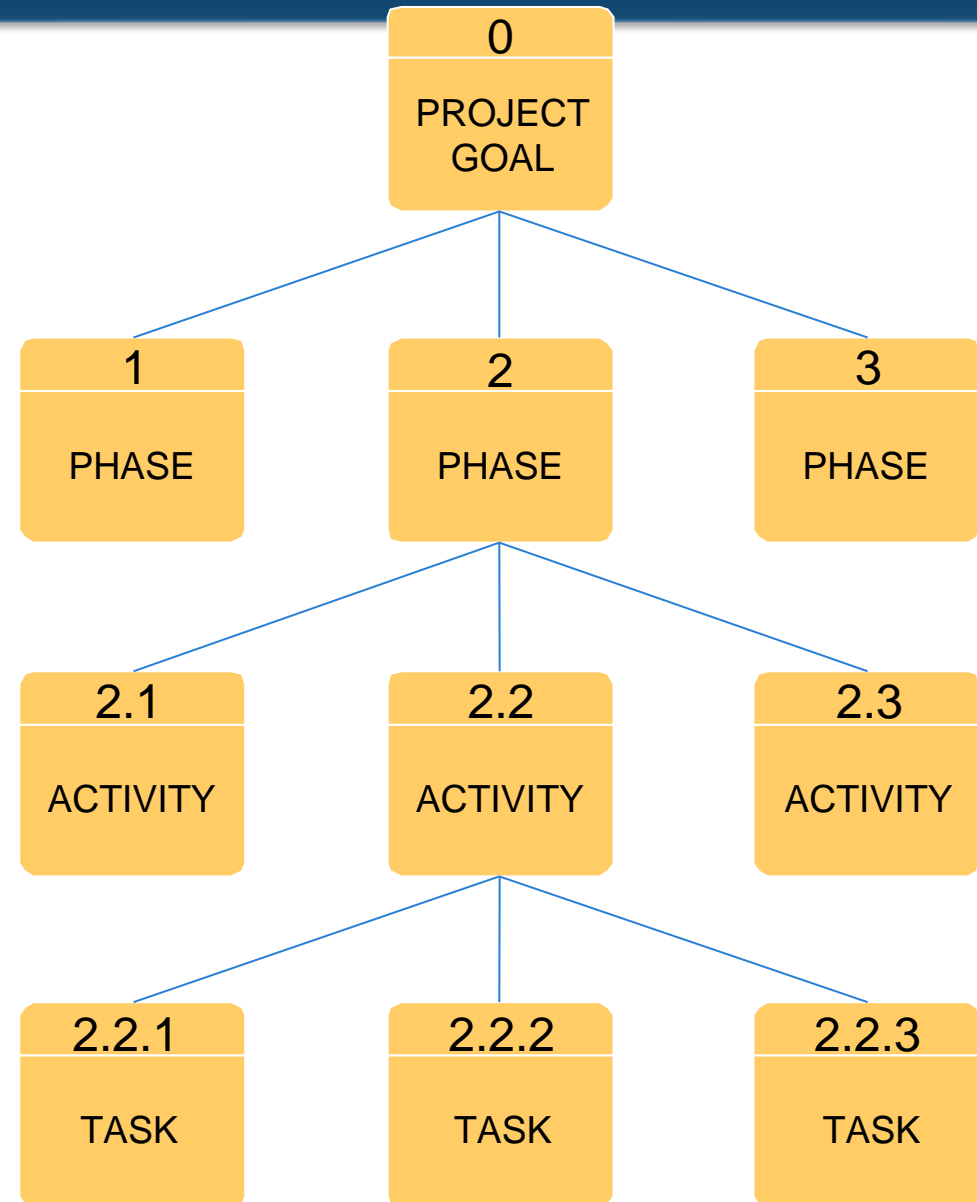 0
PROJECT
GOAL
1
2
3
PHASE
PHASE
PHASE
2.1
2.2
2.3
ACTIVITY
ACTIVITY
ACTIVITY
2.2.1
2.2.2
2.2.3
TASK
TASK
TASK